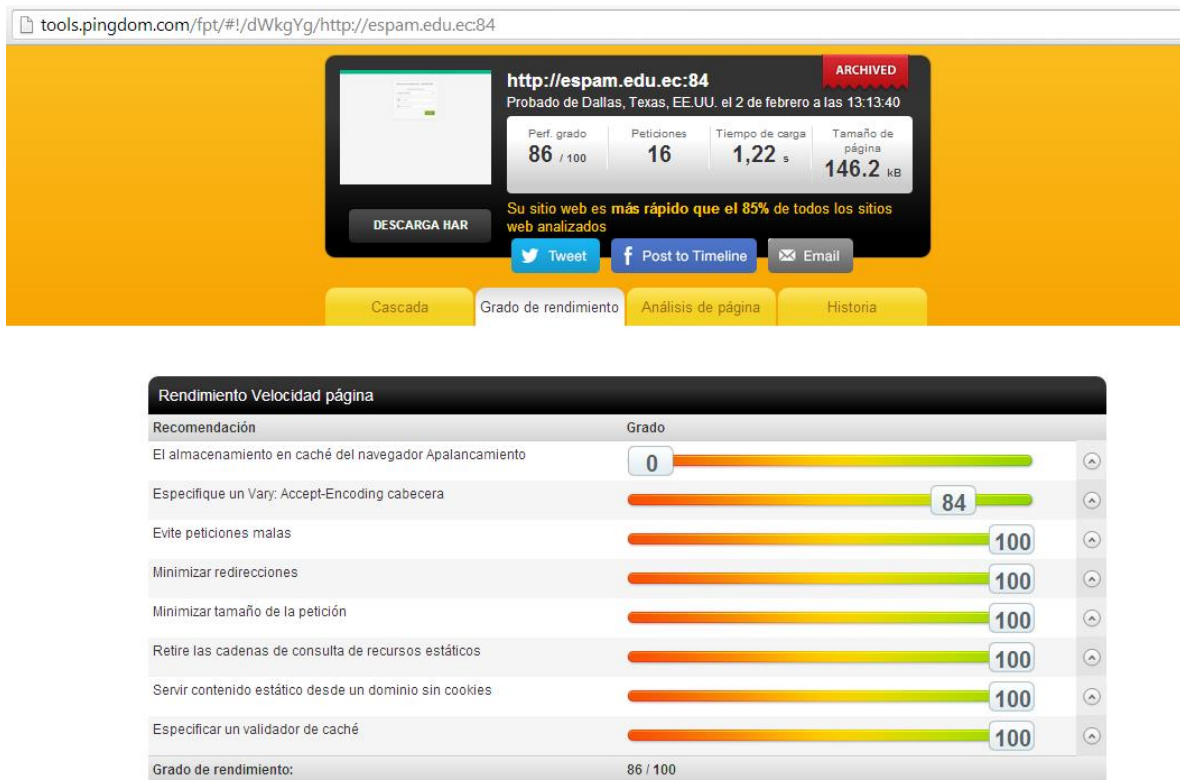 tools.pingdom.com/fpt/#!/dWkgYg/http://espam.edu.ec:84
ARCHIVED
http://espam.edu.ec:84
Probado de Dallas, Texas, EE.UU. el 2 de febrero a las 13:13:40
Perf. grado
86 / 100
Peticiones
16
Tiempo de carga
1,22 s
Tamaño de
página
146.2 kB
Su sitio web es más rápido que el 85% de todos los sitios
web analizados
DESCARGA HAR
Tweet
Post to Timeline
Email
Cascada
Grado de rendimiento
Análisis de página
Historia
Rendimiento Velocidad página
Recomendación Grado
El almacenamiento en caché del navegador Apalancamiento 0
Especifique un Vary: Accept-Encoding cabecera 84
Evite peticiones malas 100
Minimizar redirecciones 100
Minimizar tamaño de la petición 100
Retire las cadenas de consulta de recursos estáticos 100
Servir contenido estático desde un dominio sin cookies 100
Especificar un validador de caché 100
Grado de rendimiento: 86 / 100